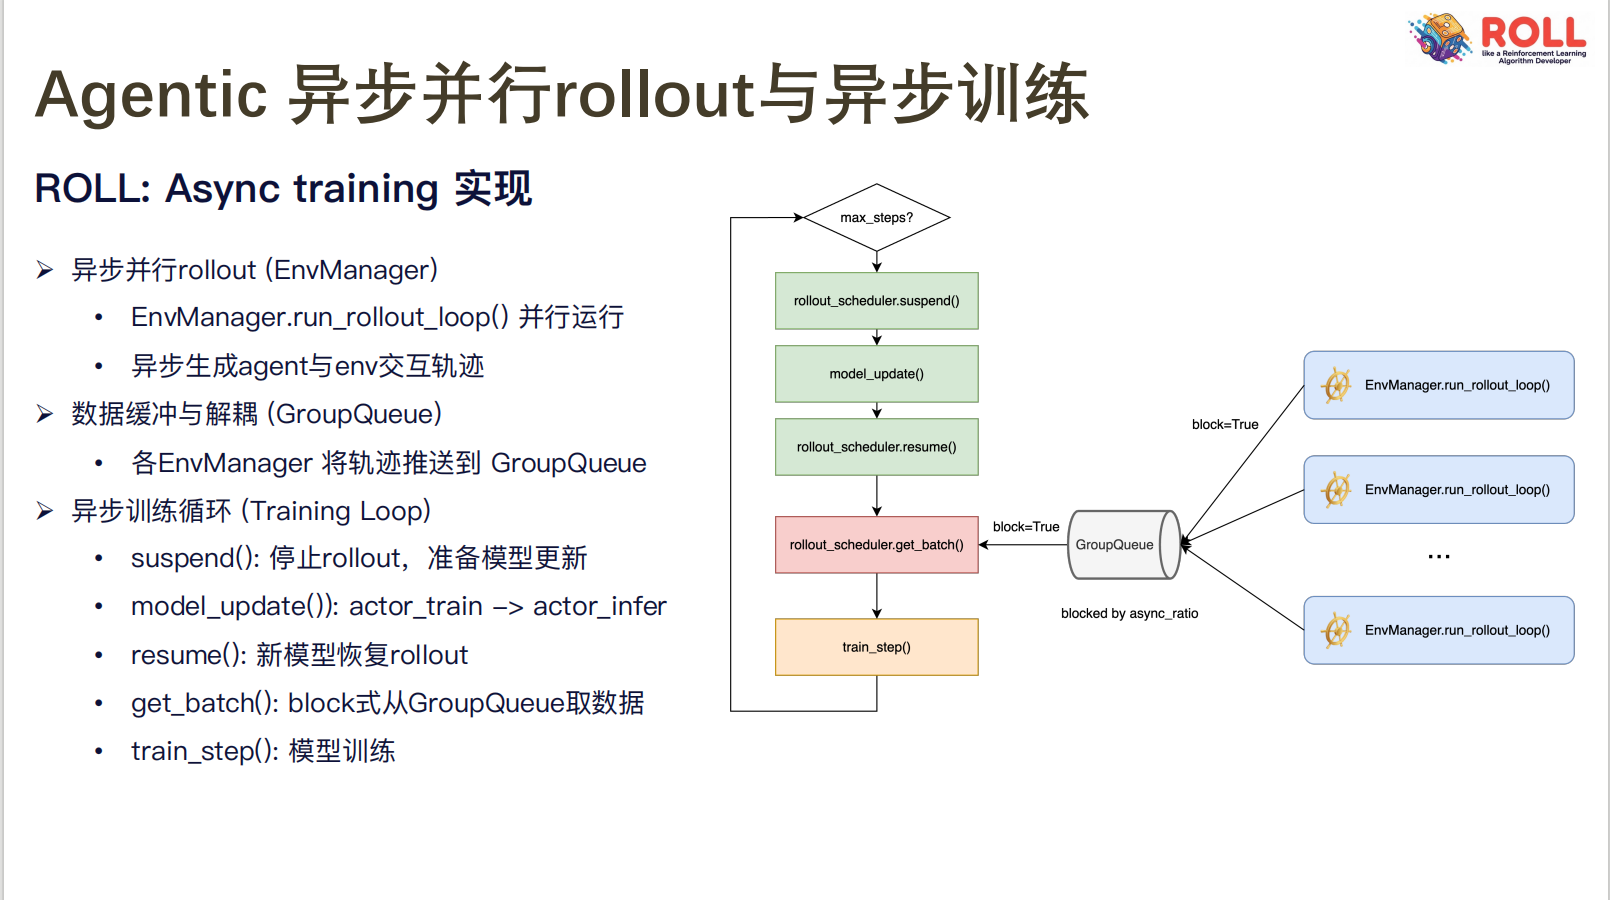 ROLL
like a Reinforcement Learning
Algorithm Developer
Agentic 异步并行rollout与异步训练
ROLL: Async training 实现
➢ 异步并行rollout (EnvManager)
• EnvManager.run_rollout_loop() 并行运行
• 异步生成agent与env交互轨迹
➢ 数据缓冲与解耦 (GroupQueue)
• 各EnvManager 将轨迹推送到 GroupQueue
➢ 异步训练循环 (Training Loop)
• suspend(): 停止rollout，准备模型更新
• model_update()): actor_train –> actor_infer
• resume(): 新模型恢复rollout
• get_batch(): block式从GroupQueue取数据
• train_step(): 模型训练
max_steps?
rollout_scheduler.suspend()
model_update()
rollout_scheduler.resume()
rollout_scheduler.get_batch()
train_step()
block=True
GroupQueue
blocked by async_ratio
block=True
EnvManager.run_rollout_loop()
EnvManager.run_rollout_loop()
...
EnvManager.run_rollout_loop()